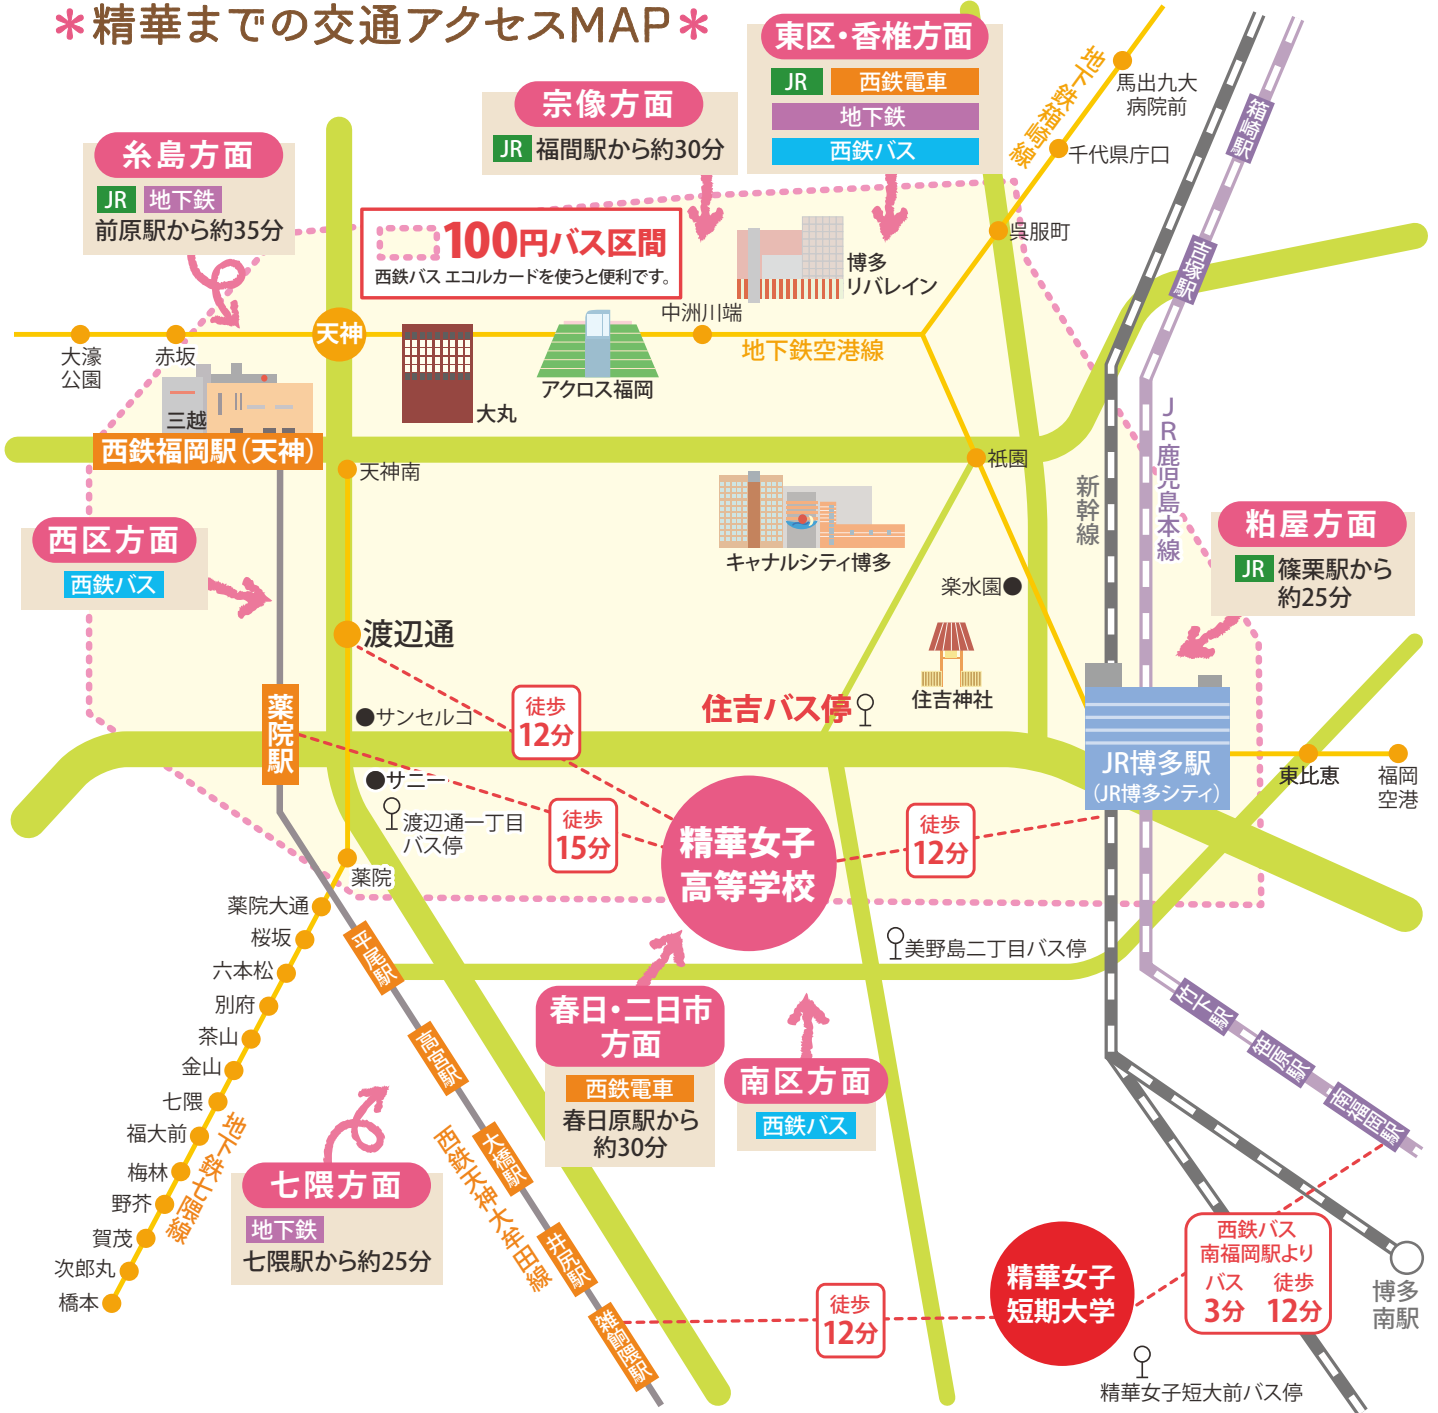 *精華までの交通アクセスMAP*
東区・香椎方面
JR 西鉄電車
地下鉄
西鉄バス
宗像方面
JR 福間駅から約30分
糸島方面
JR 地下鉄
前原駅から約35分
100円バス区間
西鉄バス エコルカードを使うと便利です。
地下鉄箱崎線
馬出九大
病院前
千代県庁口
呉服町
箱崎駅
吉塚駅
博多
リバレイン
中洲川端
地下鉄空港線
天神
大濠
公園
赤坂
三越
大丸
アクロス福岡
西鉄福岡駅(天神)
天神南
祇園
新幹線
JR鹿児島本線
キャナルシティ博多
西区方面
西鉄バス
粕屋方面
JR 篠栗駅から
約25分
楽水園
渡辺通
住吉神社
住吉バス停
薬院駅
サンセルコ
徒歩
12分
サニー
渡辺通一丁目
バス停
徒歩
15分
精華女子
高等学校
徒歩
12分
JR博多駅
(JR博多シティ)
東比恵
福岡
空港
薬院
薬院大通
桜坂
六本松
別府
茶山
金山
七隈
福大前
梅林
野芥
賀茂
次郎丸
橋本
地下鉄七隈線
平尾駅
高宮駅
大橋駅
井尻駅
雑餉隈駅
西鉄天神大牟田線
美野島二丁目バス停
春日・二日市
方面
西鉄電車
春日原駅から
約30分
南区方面
西鉄バス
七隈方面
地下鉄
七隈駅から約25分
竹下駅
笹原駅
南福岡駅
徒歩
12分
精華女子
短期大学
西鉄バス
南福岡駅より
バス 徒歩
3分 12分
博多
南駅
精華女子短大前バス停